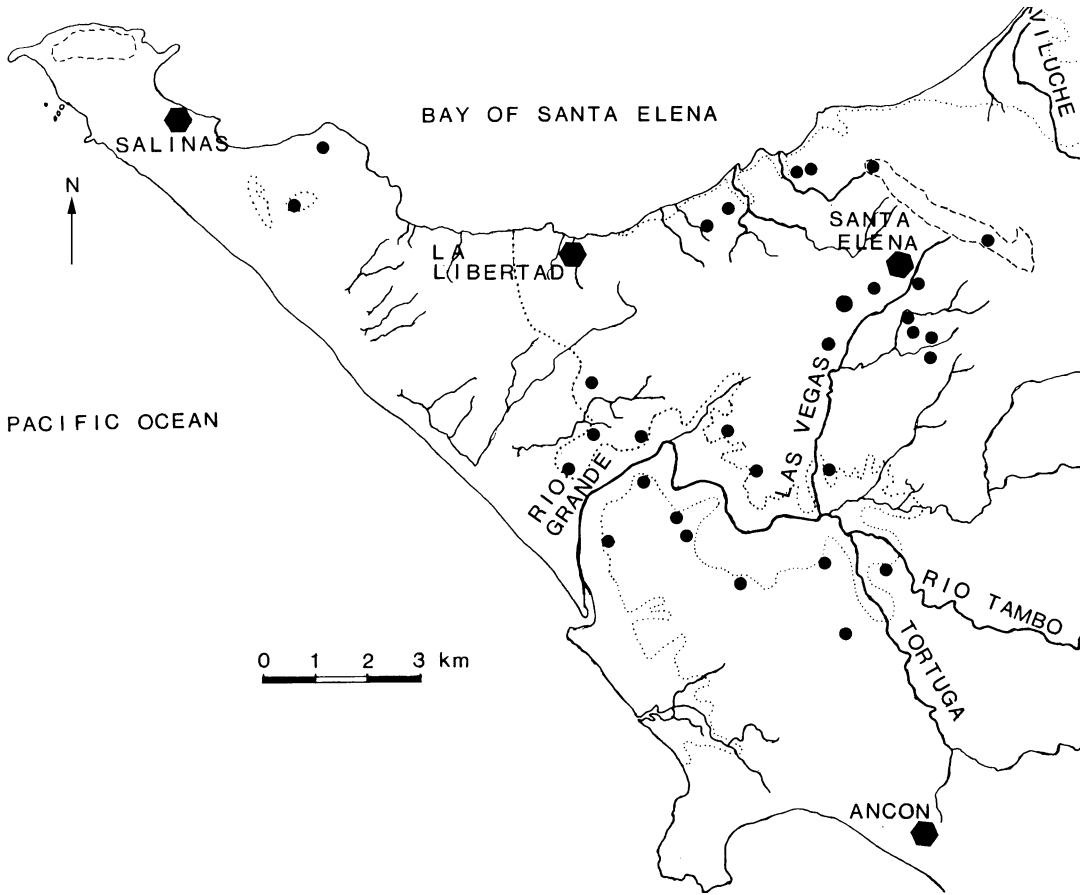 VILUCHE
BAY OF SANTA ELENA
SALINAS
N
SANTA
ELENA
LA
LIBERTAD
LAS VEGAS
PACIFIC OCEAN
RIO
GRANDE
RIO TAMBO
TORTUGA
0 1 2 3 km
ANCON